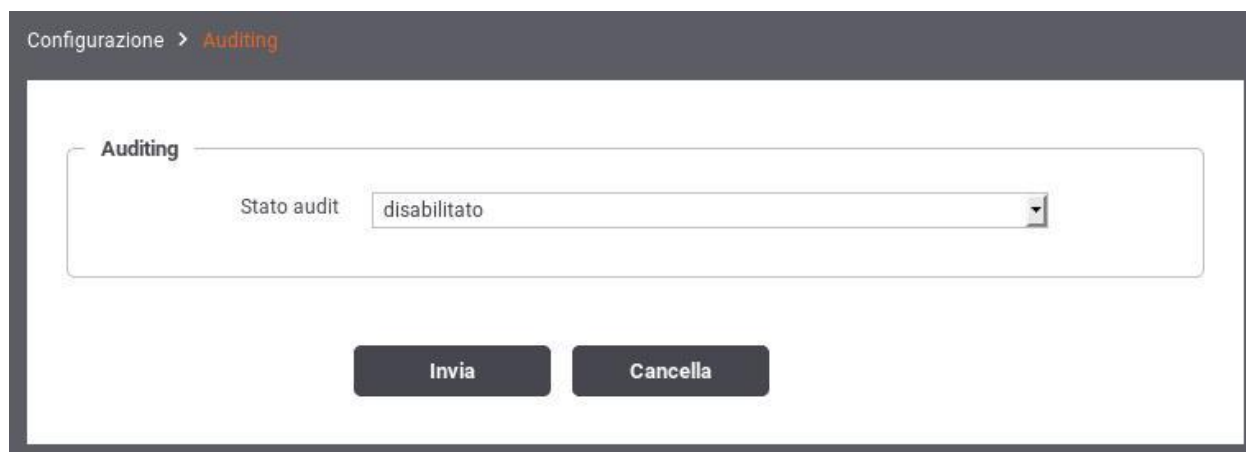 Configurazione > Auditing
Auditing
Stato audit disabilitato
Invia Cancella